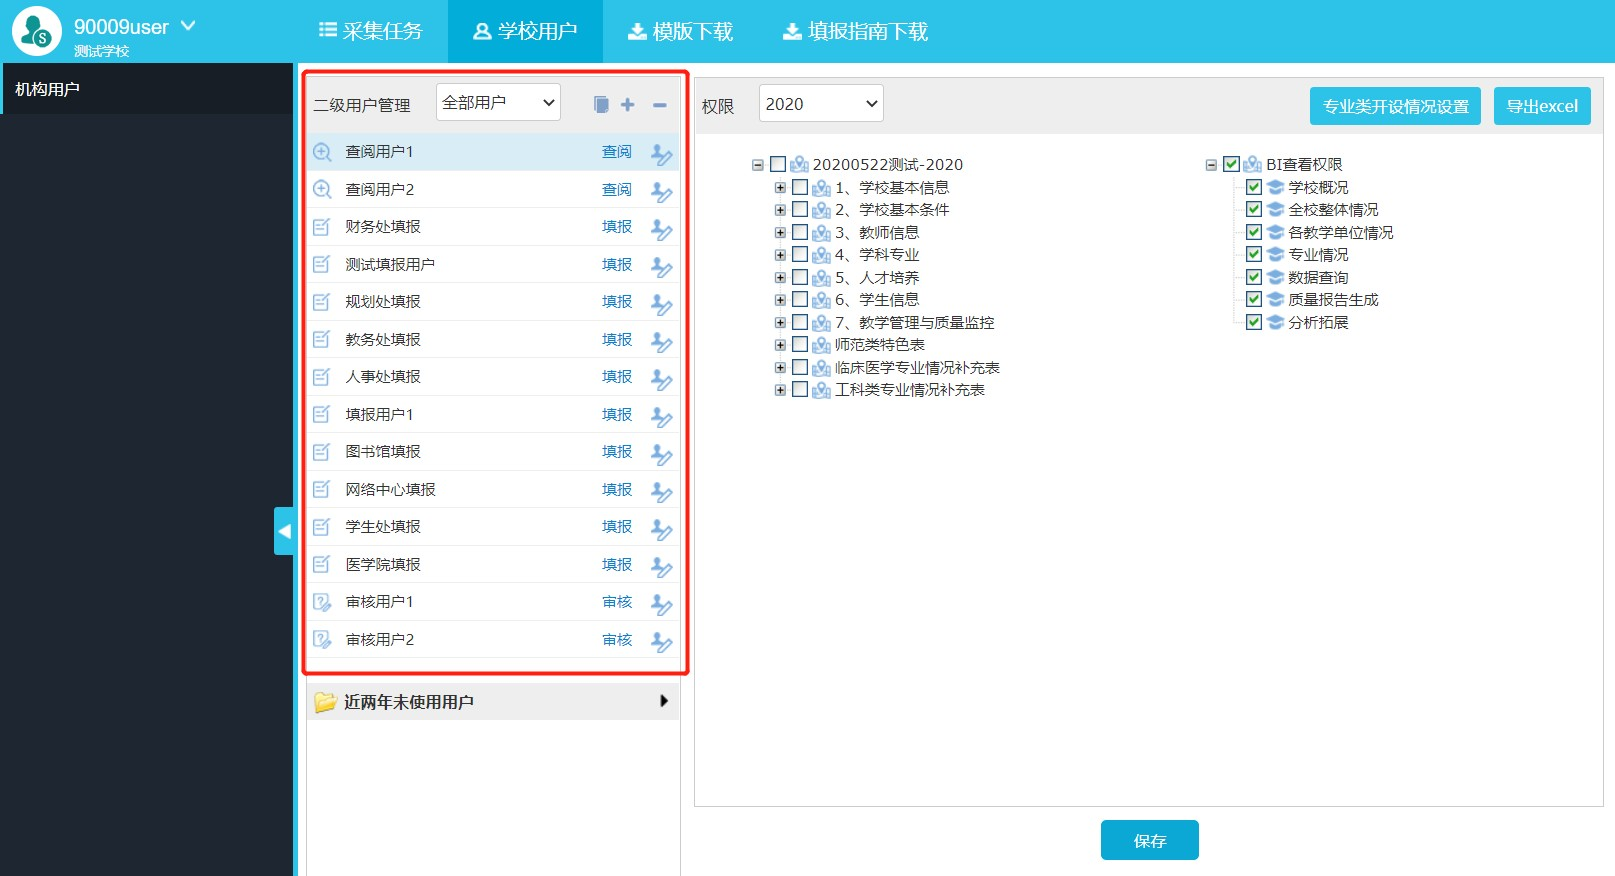 90009user
测试学校
采集任务
学校用户
模版下载
填报指南下载
机构用户
二级用户管理
全部用户
查阅用户1 查阅
查阅用户2 查阅
财务处填报 填报
测试填报用户 填报
规划处填报 填报
教务处填报 填报
人事处填报 填报
填报用户1 填报
图书馆填报 填报
网络中心填报 填报
学生处填报 填报
医学院填报 填报
审核用户1 审核
审核用户2 审核
近两年未使用用户
权限
2020
专业类开设情况设置
导出excel
20200522测试-2020
1、学校基本信息
2、学校基本条件
3、教师信息
4、学科专业
5、人才培养
6、学生信息
7、教学管理与质量监控
师范类特色表
临床医学专业情况补充表
工科类专业情况补充表
BI查看权限
学校概况
全校整体情况
各教学单位情况
专业情况
数据查询
质量报告生成
分析拓展
保存